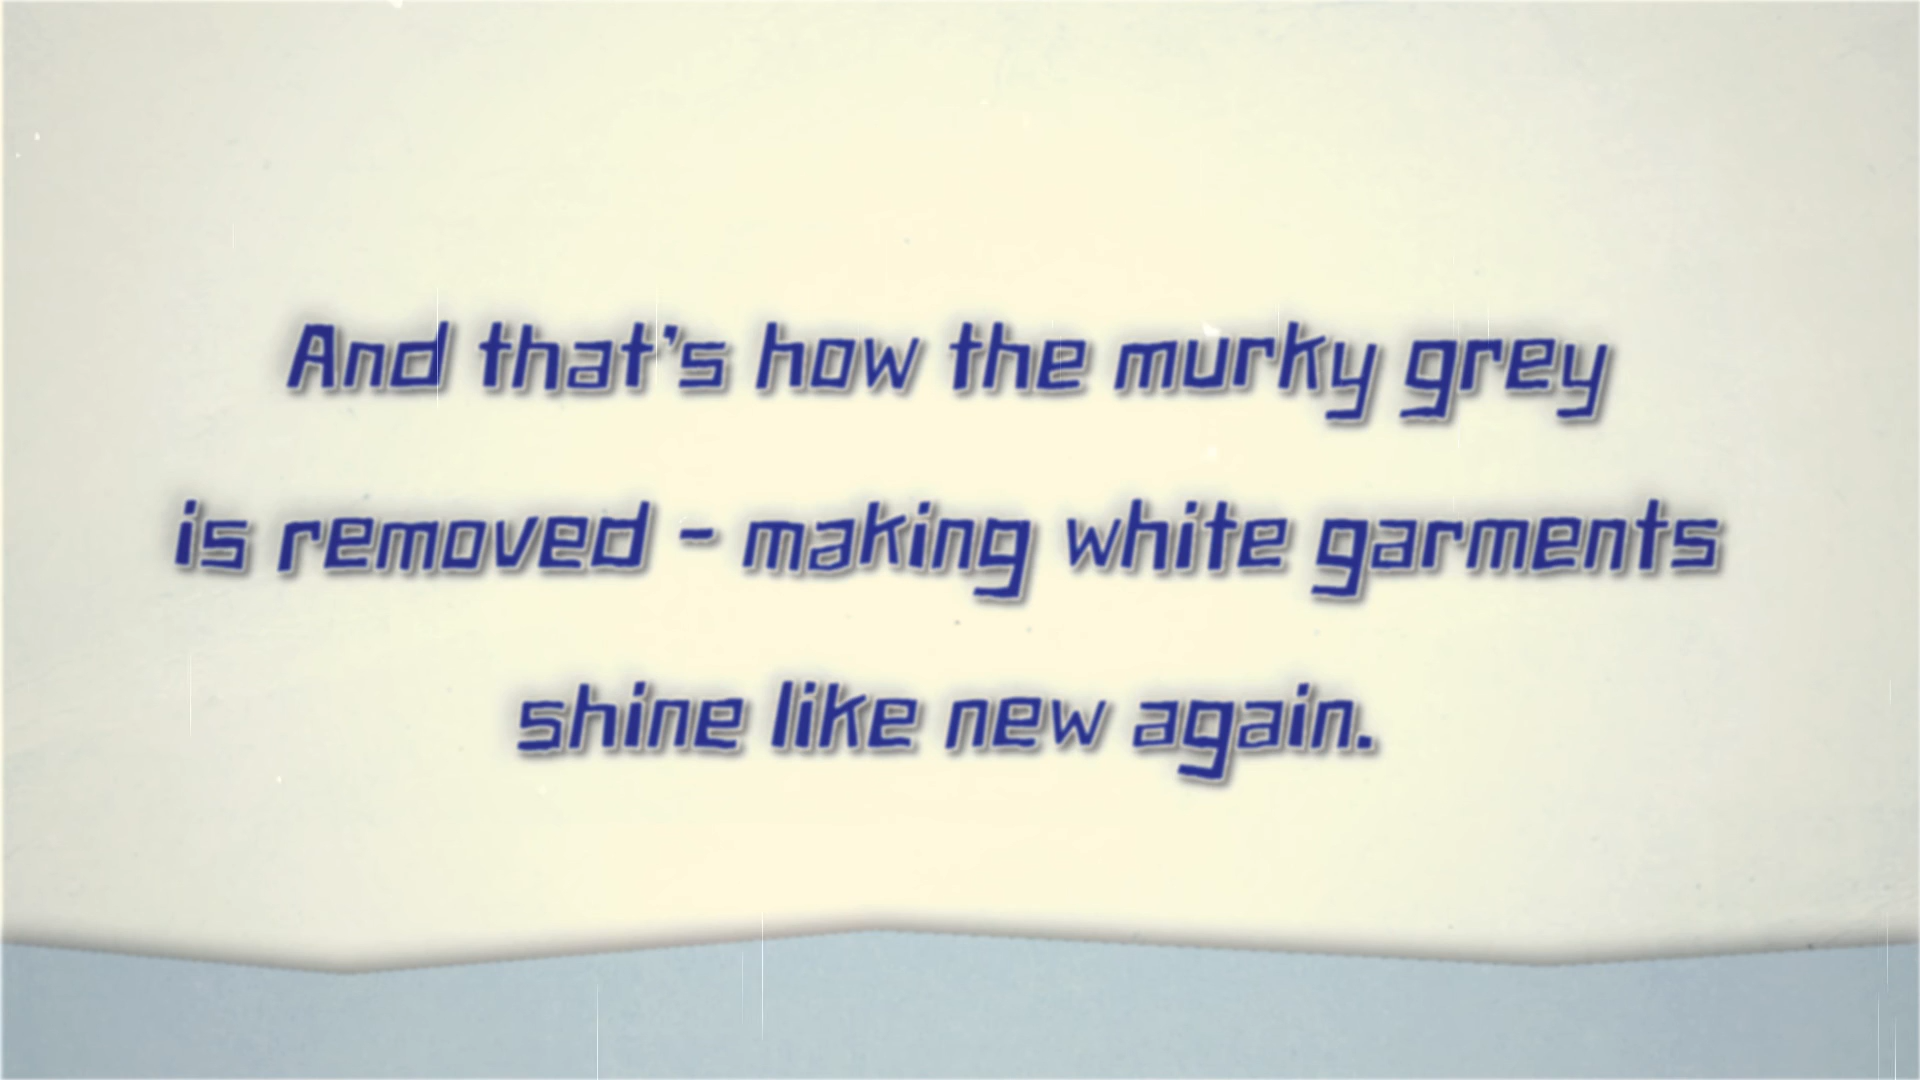 And that's how the murky grey
is removed - making white garments
shine like new again.